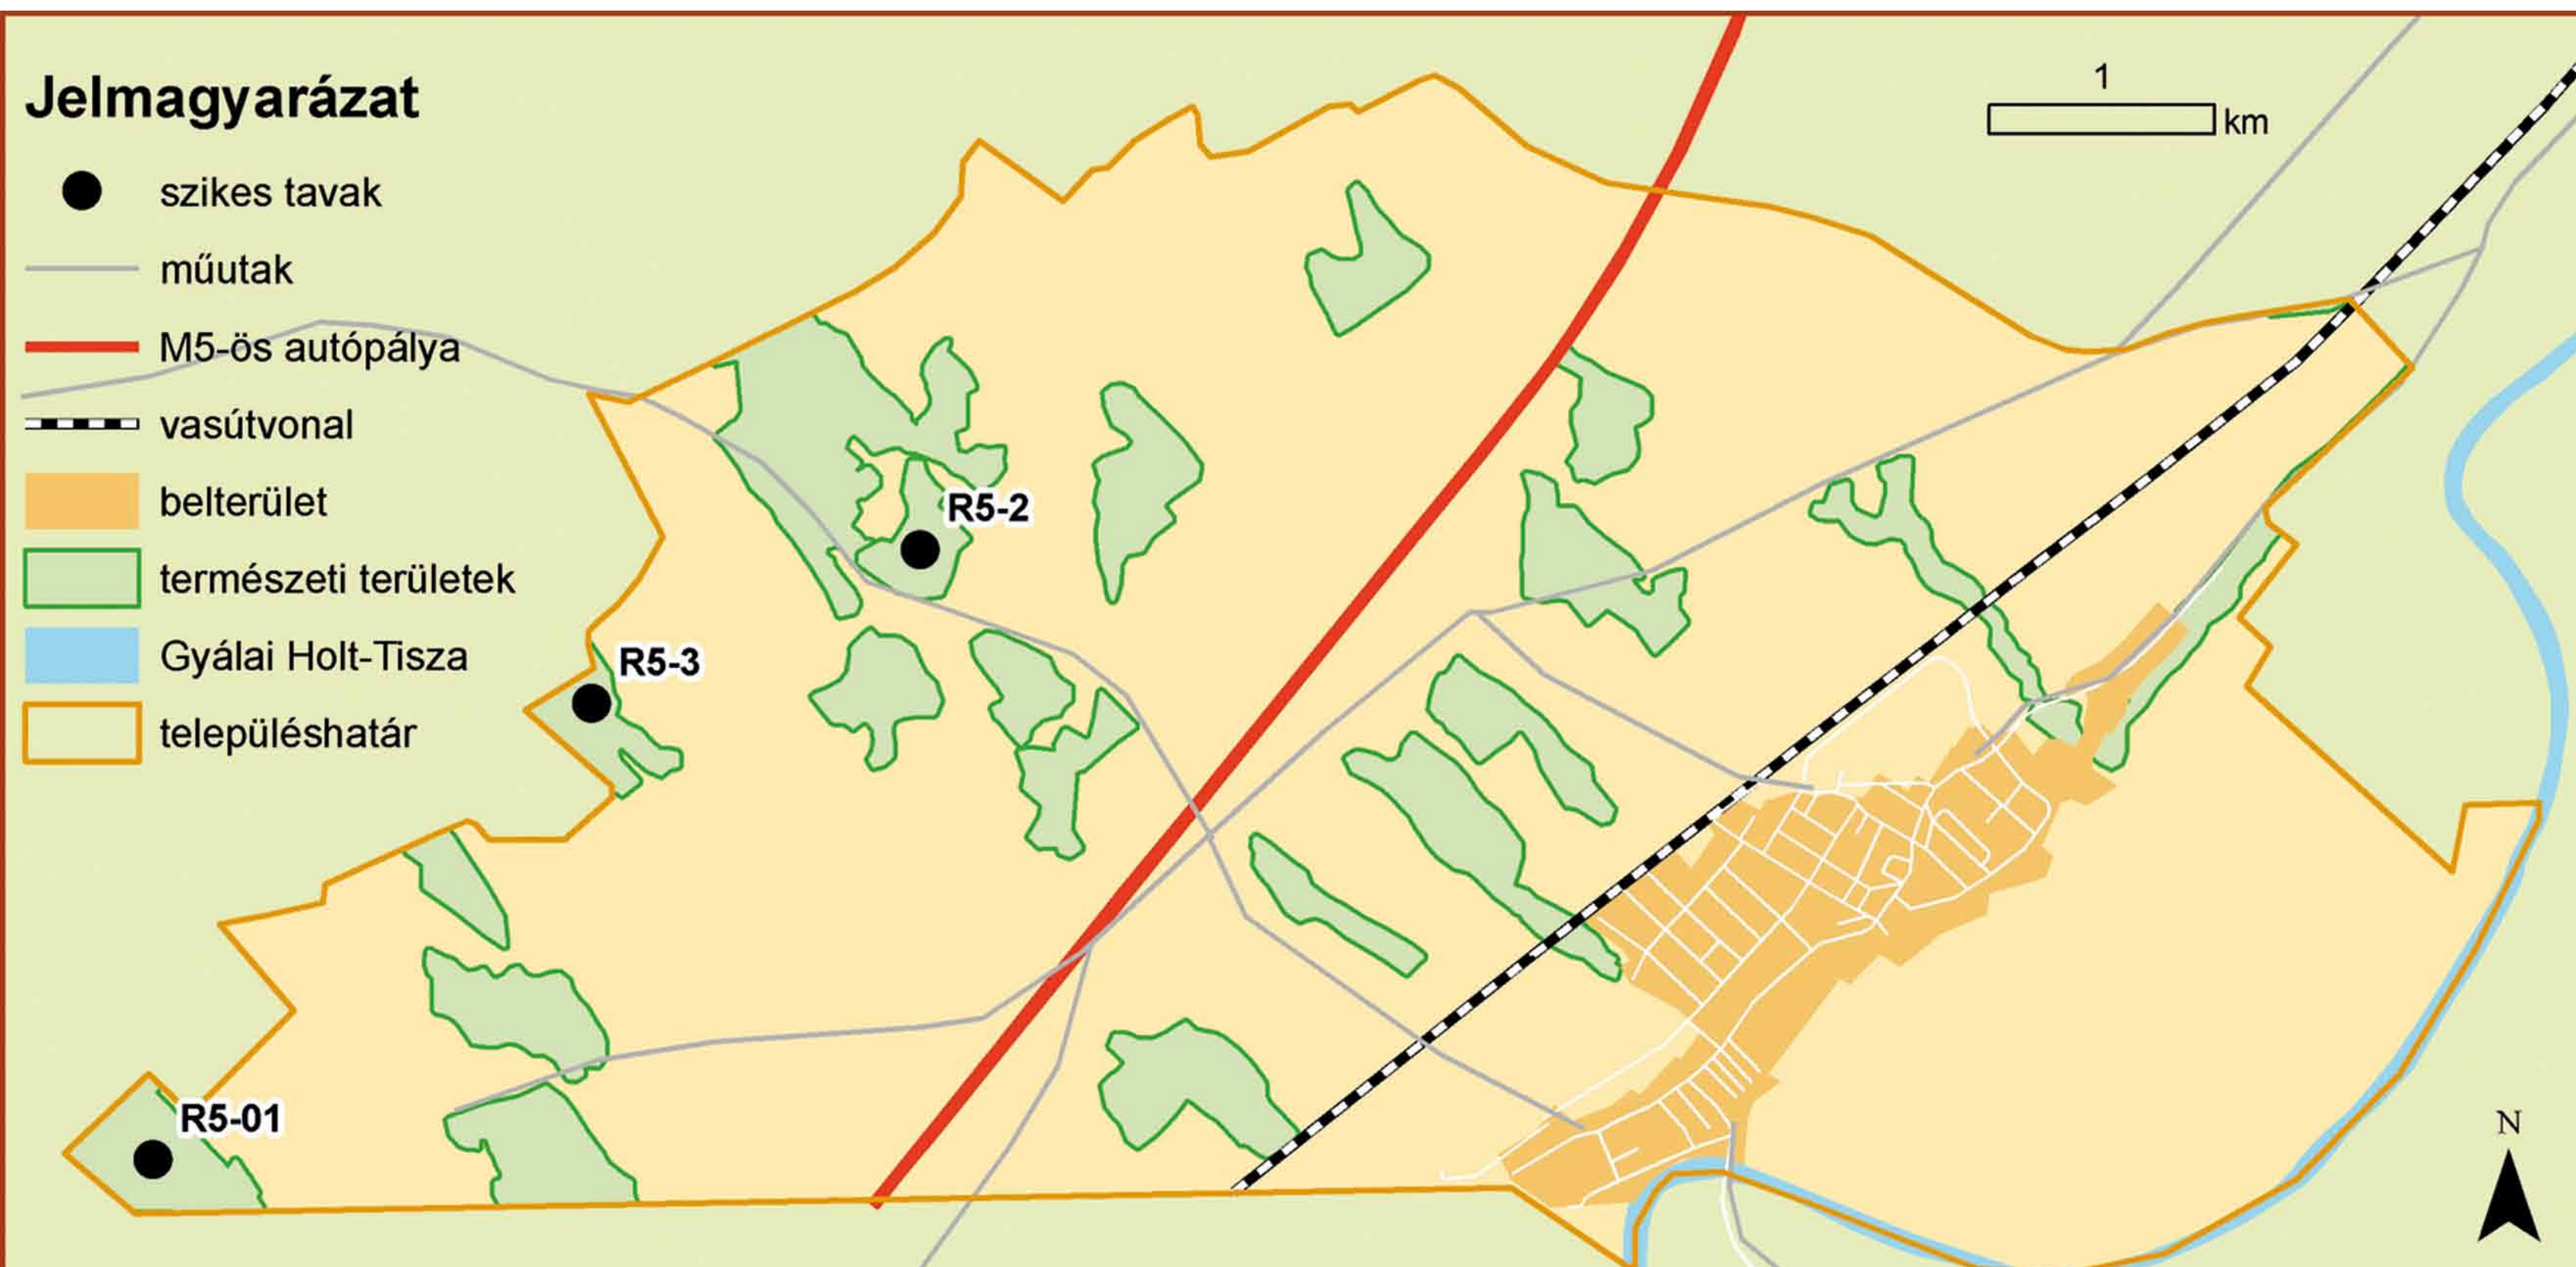 Jelmagyarázat
szikes tavak
műutak
M5-ös autópálya
vasútvonal
belterület
természeti területek
Gyálai Holt-Tisza
településhatár
1
km
R5-2
R5-3
R5-01
N